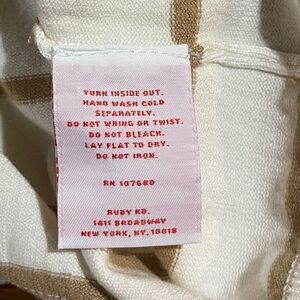 TURN INSIDE OUT.
HAND WASH COLD
SEPARATELY.
DO NOT WRING OR TWIST.
DO NOT BLEACH.
LAY FLAT TO DRY.
DO NOT IRON.
RN 107680
RUBY RD.
1411 BROADWAY
NEW YORK, NY, 10018